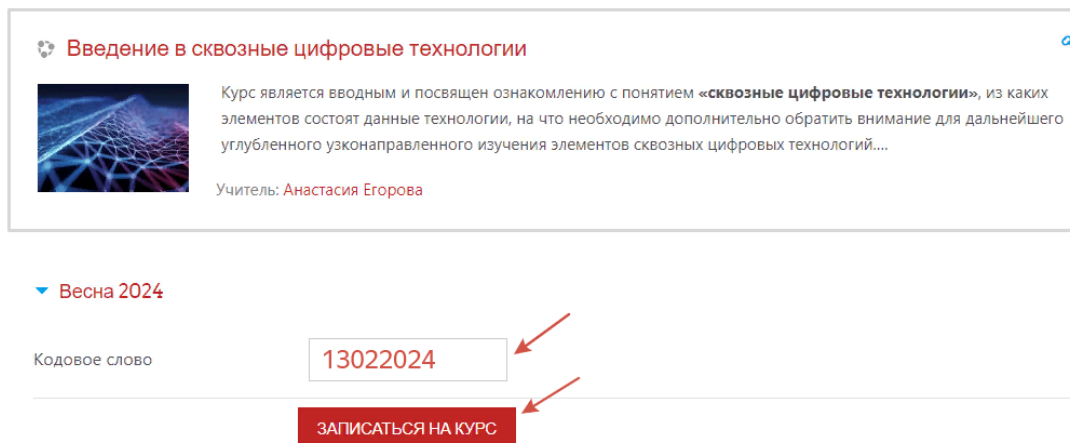 Введение в сквозные цифровые технологии
Курс является вводным и посвящен ознакомлению с понятием «сквозные цифровые технологии», из каких
элементов состоят данные технологии, на что необходимо дополнительно обратить внимание для дальнейшего
углубленного узконаправленного изучения элементов сквозных цифровых технологий....
Учитель: Анастасия Егорова
Весна 2024
Кодовое слово
13022024
ЗАПИСАТЬСЯ НА КУРС